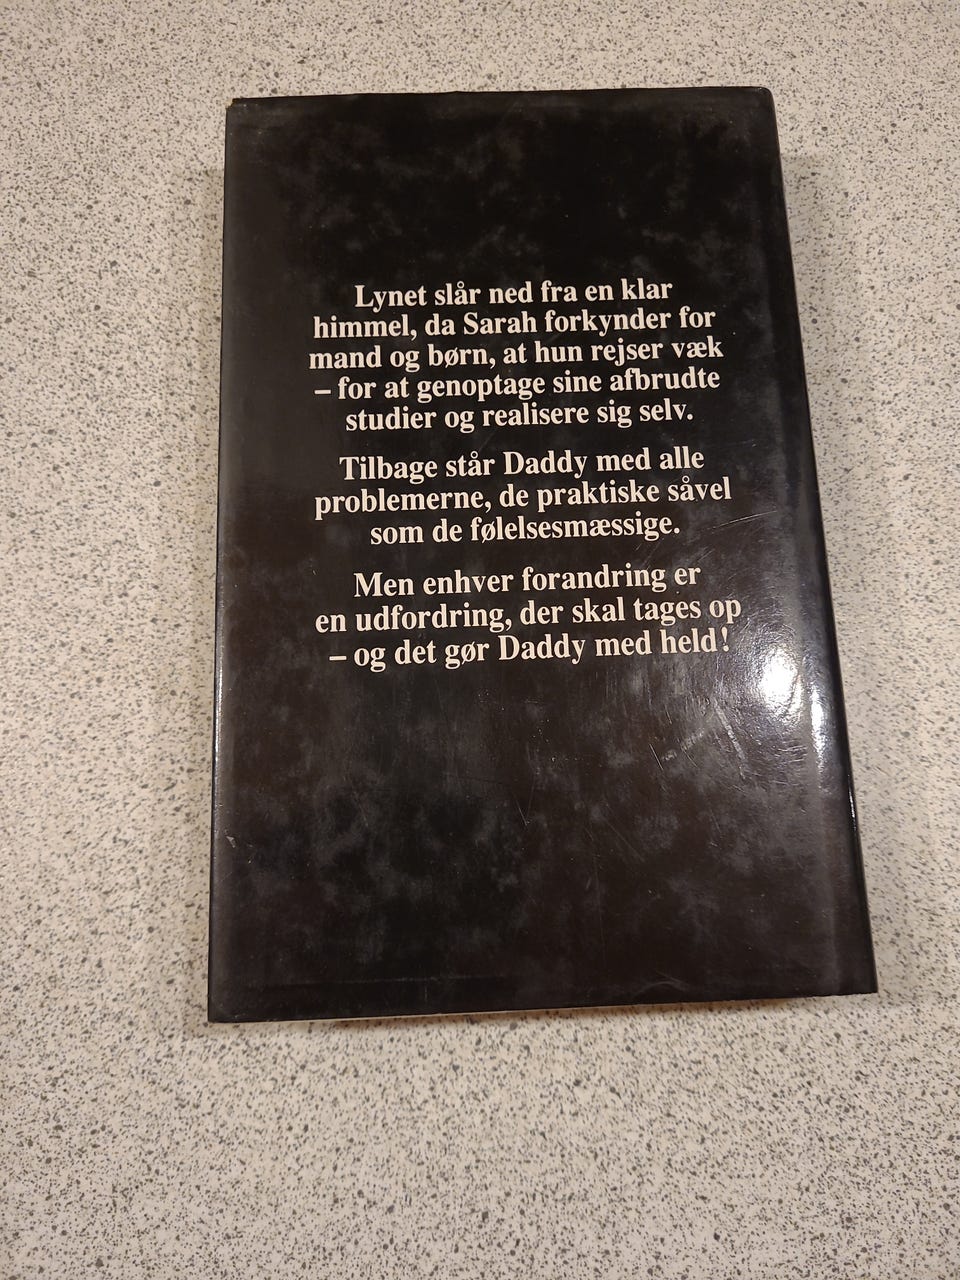 Lynet slår ned fra en klar
himmel, da Sarah forkynder for
mand og børn, at hun rejser væk
– for at genoptage sine afbrudte
studier og realisere sig selv.
Tilbage står Daddy med alle
problemerne, de praktiske såvel
som de følelsesmæssige.
Men enhver forandring er
en udfordring, der skal tages op
– og det gør Daddy med held!